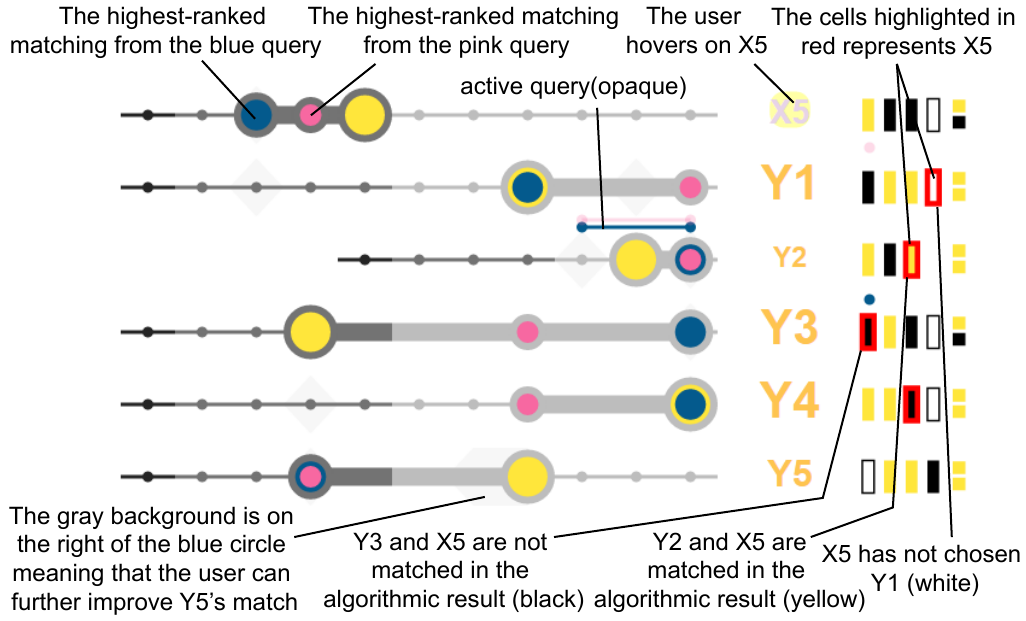 The highest-ranked
matching from the blue query
The highest-ranked matching
from the pink query
The user
hovers on X5
The cells highlighted in
red represents X5
active query(opaque)
X5
Y1
Y2
Y3
Y4
Y5
The gray background is on
the right of the blue circle
meaning that the user can
further improve Y5's match
Y3 and X5 are not
matched in the
algorithmic result (black)
Y2 and X5 are
matched in the
algorithmic result (yellow)
X5 has not chosen
Y1 (white)